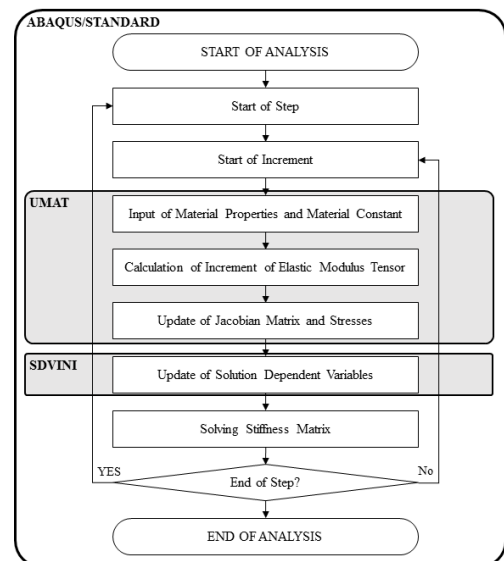 ABAQUS/STANDARD
START OF ANALYSIS
Start of Step
Start of Increment
UMAT
Input of Material Properties and Material Constant
Calculation of Increment of Elastic Modulus Tensor
Update of Jacobian Matrix and Stresses
SDVINI
Update of Solution Dependent Variables
Solving Stiffness Matrix
YES
End of Step?
No
END OF ANALYSIS